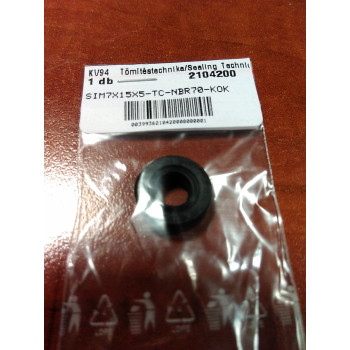 KV94 Tömítéstechnika/Sealing Techni
1 db 2104200
SIM7X15X5-TC-NBR70-KOK